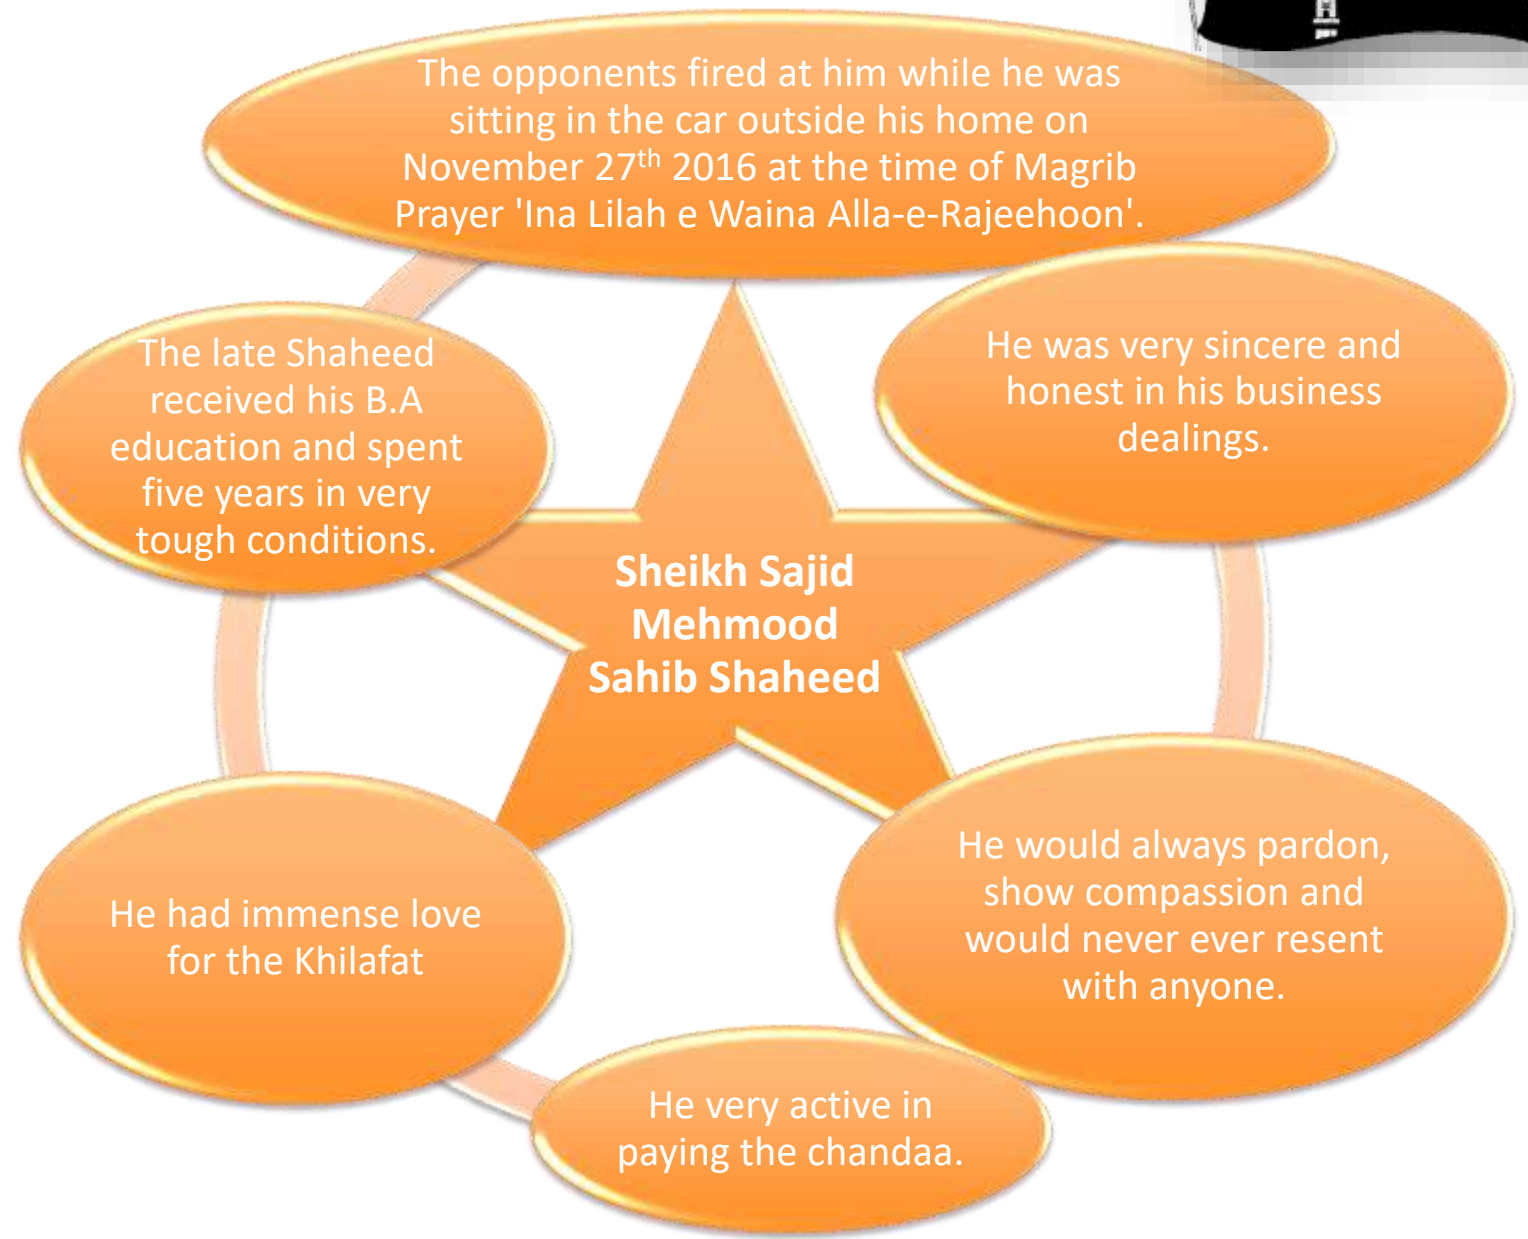 The opponents fired at him while he was
sitting in the car outside his home on
November 27th 2016 at the time of Magrib
Prayer 'Ina Lilah e Waina Alla-e-Rajeehoon'.
He was very sincere and
honest in his business
dealings.
He would always pardon,
show compassion and
would never ever resent
with anyone.
He very active in
paying the chandaa.
He had immense love
for the Khilafat
The late Shaheed
received his B.A
education and spent
five years in very
tough conditions.
Sheikh Sajid
Mehmood
Sahib Shaheed